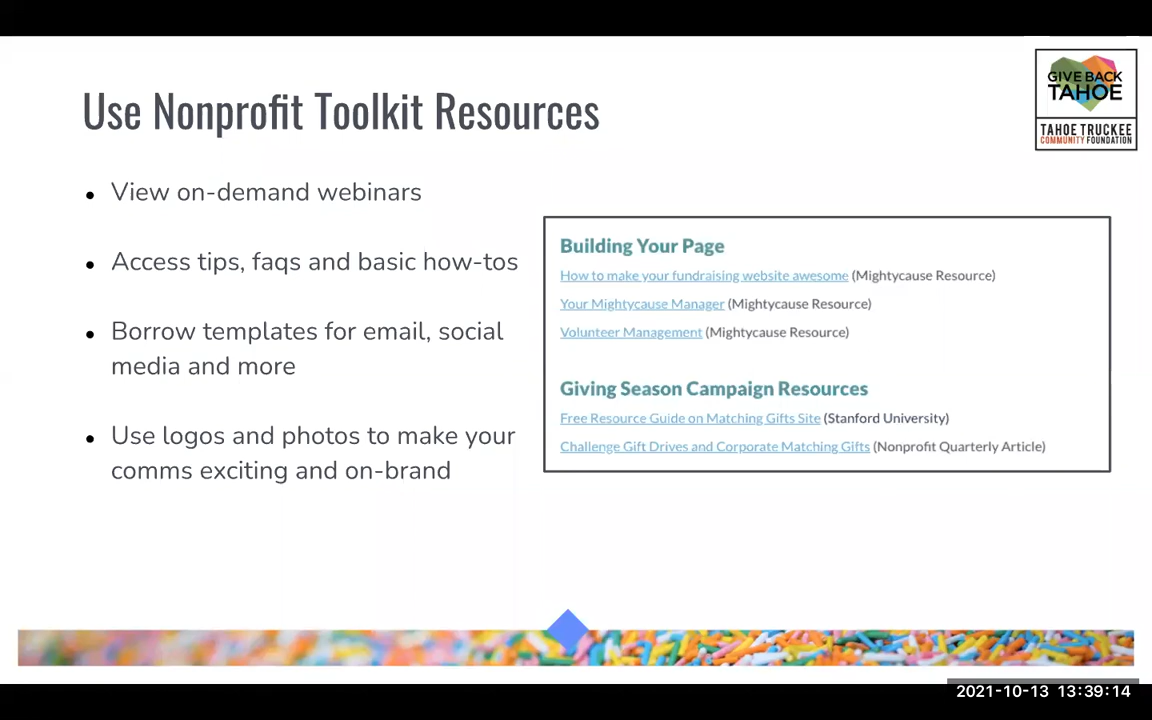 Use Nonprofit Toolkit Resources
GIVE BACK
TAHOE
TAHOE TRUCKEE
COMMUNITY FOUNDATION
• View on-demand webinars
• Access tips, faqs and basic how-tos
• Borrow templates for email, social
media and more
• Use logos and photos to make your
comms exciting and on-brand
Building Your Page
How to make your fundraising website awesome (Mightycause Resource)
Your Mightycause Manager (Mightycause Resource)
Volunteer Management (Mightycause Resource)
Giving Season Campaign Resources
Free Resource Guide on Matching Gifts Site (Stanford University)
Challenge Gift Drives and Corporate Matching Gifts (Nonprofit Quarterly Article)
2021-10-13 13:39:14